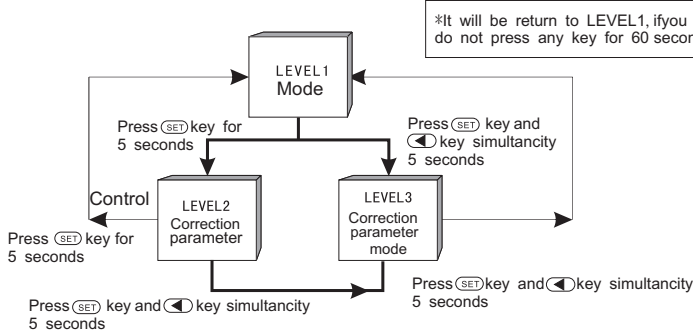 *It will be return to LEVEL1, ifyou
do not press any key for 60 secon
LEVEL1
Mode
Press SET key for
5 seconds
Press SET key and
◀ key simultancity
5 seconds
Control
LEVEL2
Correction
parameter
LEVEL3
Correction
parameter
mode
Press SET key for
5 seconds
Press SET key and ◀ key simultancity
5 seconds
Press SET key and ◀ key simultancity
5 seconds